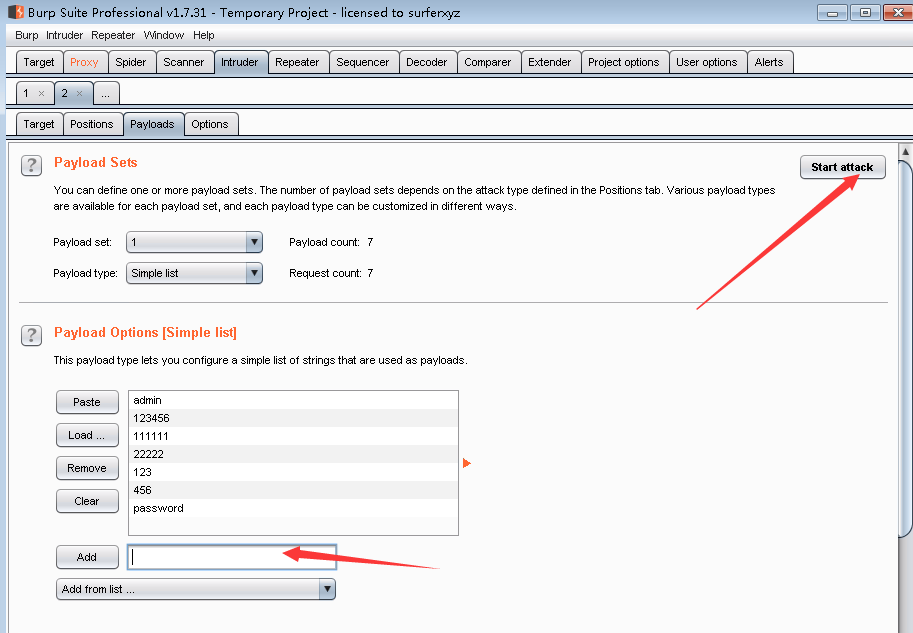 Burp Suite Professional v1.7.31 - Temporary Project - licensed to surferxyz
Burp Intruder Repeater Window Help
Target Proxy Spider Scanner Intruder Repeater Sequencer Decoder Comparer Extender Project options User options Alerts
1 × 2 × ...
Target Positions Payloads Options
? Payload Sets
Start attack
You can define one or more payload sets. The number of payload sets depends on the attack type defined in the Positions tab. Various payload types
are available for each payload set, and each payload type can be customized in different ways.
Payload set: 1 Payload count: 7
Payload type: Simple list Request count: 7
? Payload Options [Simple list]
This payload type lets you configure a simple list of strings that are used as payloads.
Paste
Load ...
Remove
Clear
admin
123456
111111
22222
123
456
password
Add
Add from list ...